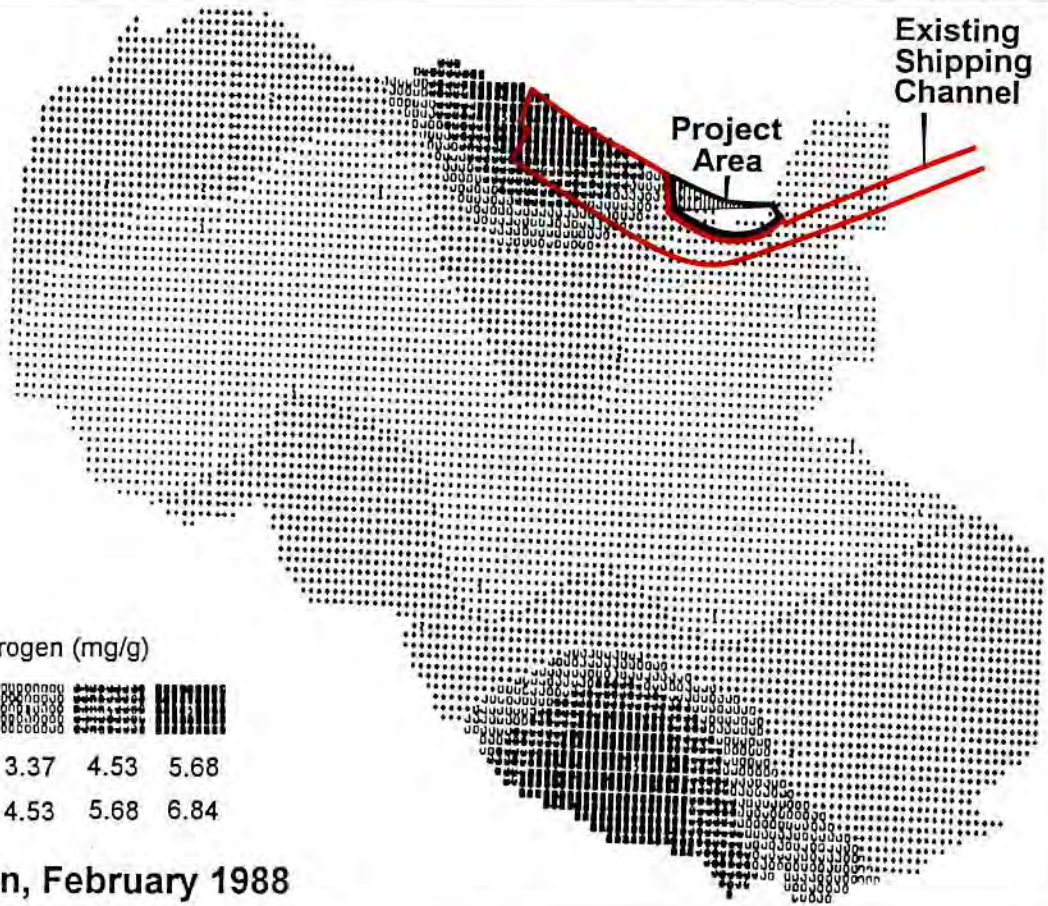 Existing
Shipping
Channel
Project
Area
rogen (mg/g)
3.37 4.53 5.68
4.53 5.68 6.84
n, February 1988